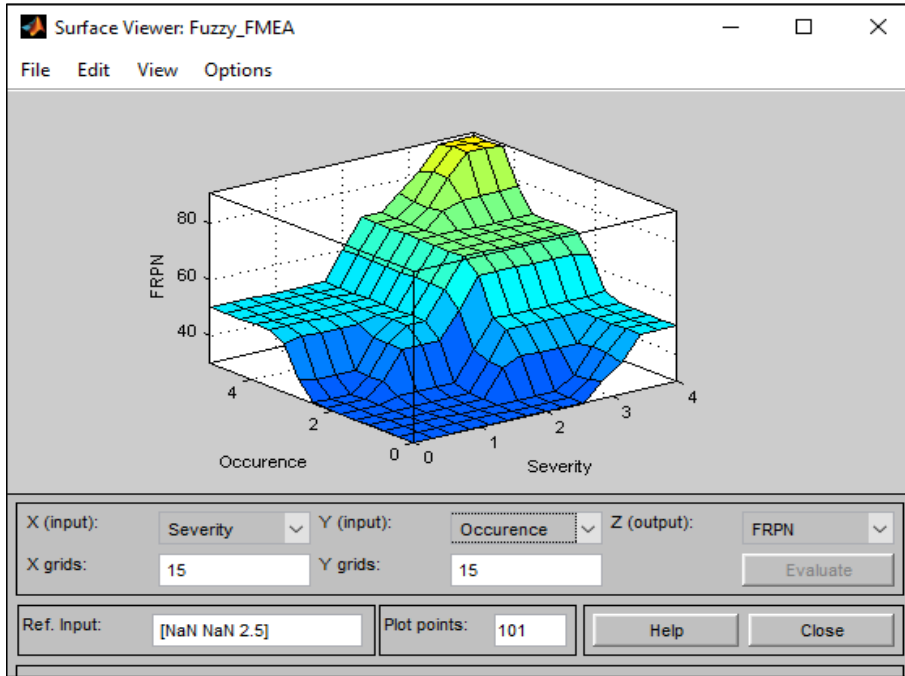 Surface Viewer: Fuzzy_FMEA
File Edit View Options
80
60
40
FRPN
4
2
0
0
1
2
3
4
Occurence
Severity
X (input): Severity Y (input): Occurence Z (output): FRPN
X grids: 15 Y grids: 15 Evaluate
Ref. Input: [NaN NaN 2.5] Plot points: 101 Help Close